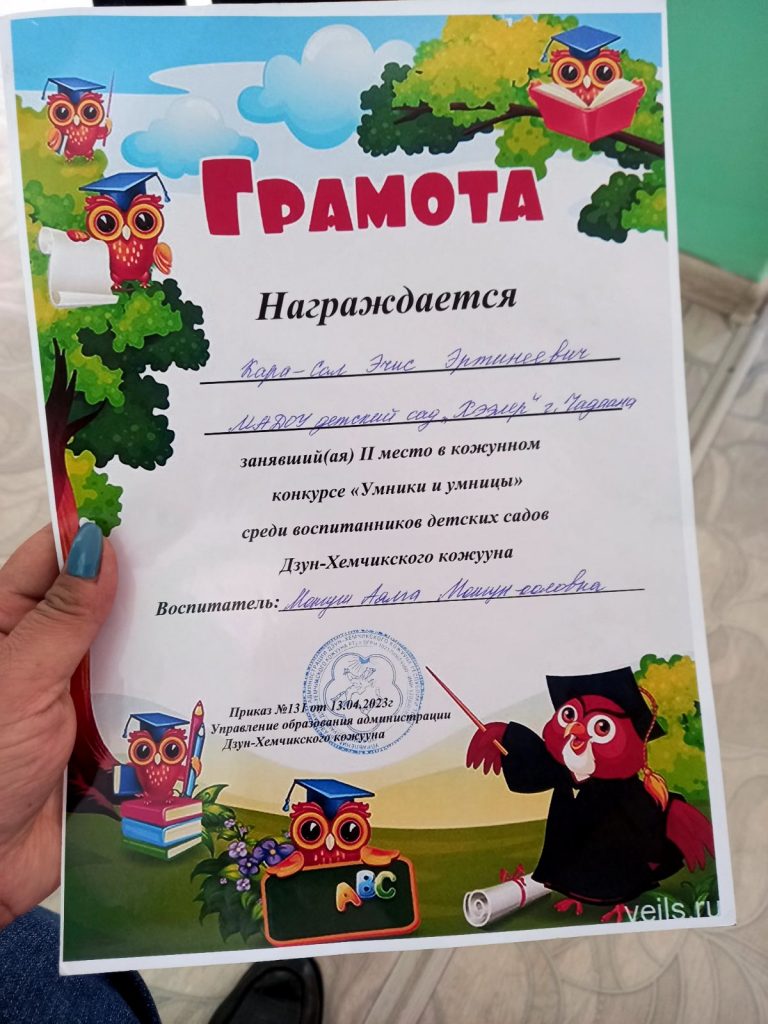 Грамота
Награждается
Кара-Сал Эчис Эртинеевич
МАДОУ детский сад „Хээлер" г. Чадаана
занявший(ая) II место в кожунном
конкурсе «Умники и умницы»
среди воспитанников детских садов
Дзун-Хемчикского кожууна
Воспитатель: Монгуш Аялга Монгун-ооловна
Приказ №131 от 13.04.2023г
Управление образования администрации
Дзун-Хемчикского кожууна
ABC
veils.ru